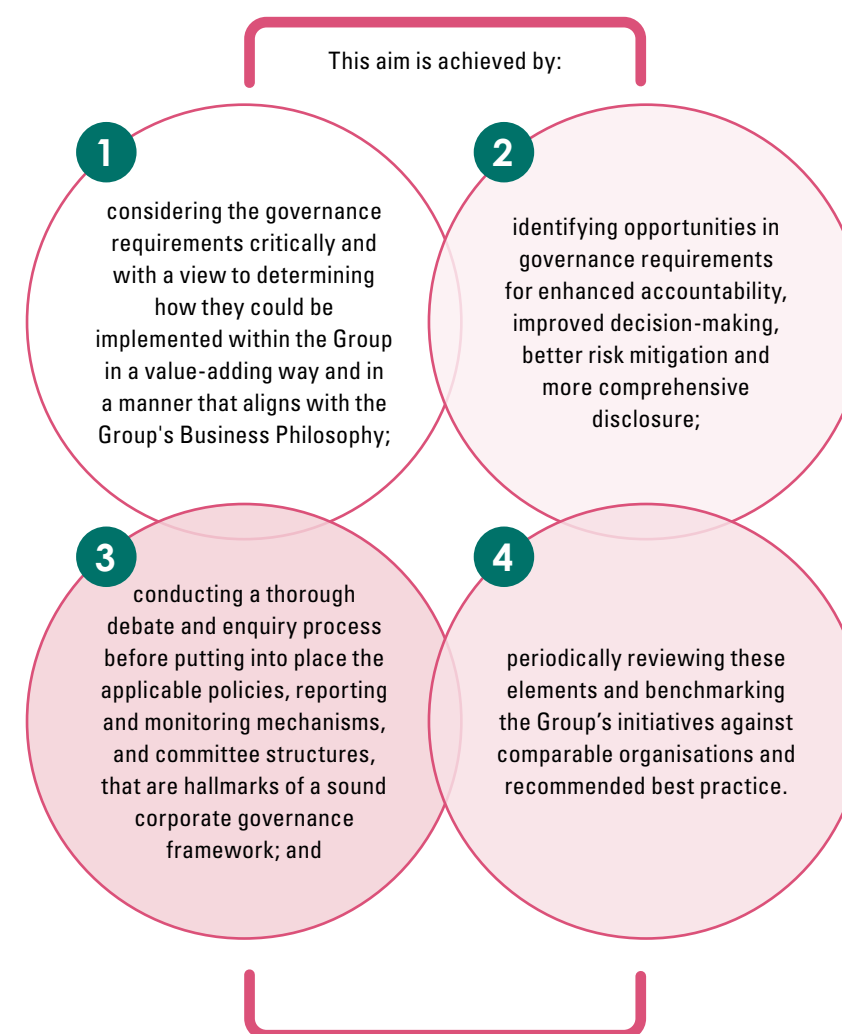 This aim is achieved by:
1
considering the governance
requirements critically and
with a view to determining
how they could be
implemented within the Group
in a value-adding way and in
a manner that aligns with the
Group's Business Philosophy;
2
identifying opportunities in
governance requirements
for enhanced accountability,
improved decision-making,
better risk mitigation and
more comprehensive
disclosure;
3
conducting a thorough
debate and enquiry process
before putting into place the
applicable policies, reporting
and monitoring mechanisms,
and committee structures,
that are hallmarks of a sound
corporate governance
framework; and
4
periodically reviewing these
elements and benchmarking
the Group’s initiatives against
comparable organisations and
recommended best practice.